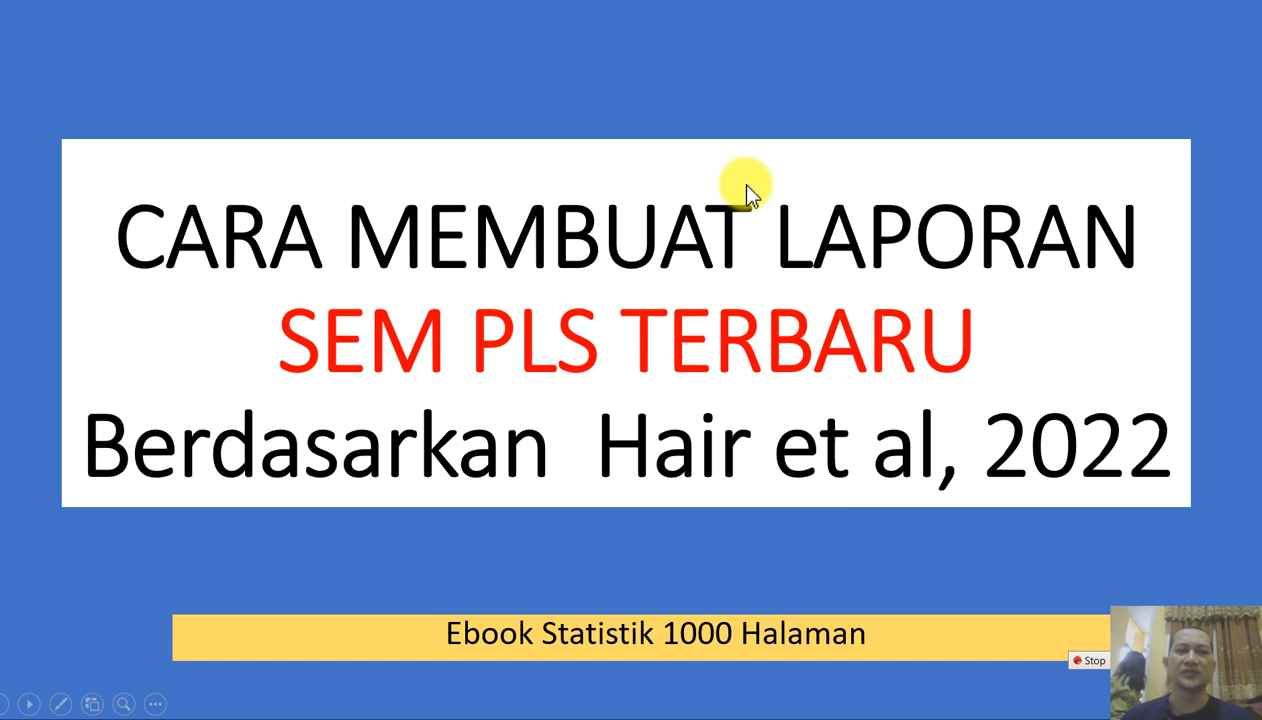 CARA MEMBUAT LAPORAN
SEM PLS TERBARU
Berdasarkan Hair et al, 2022
Ebook Statistik 1000 Halaman
Stop